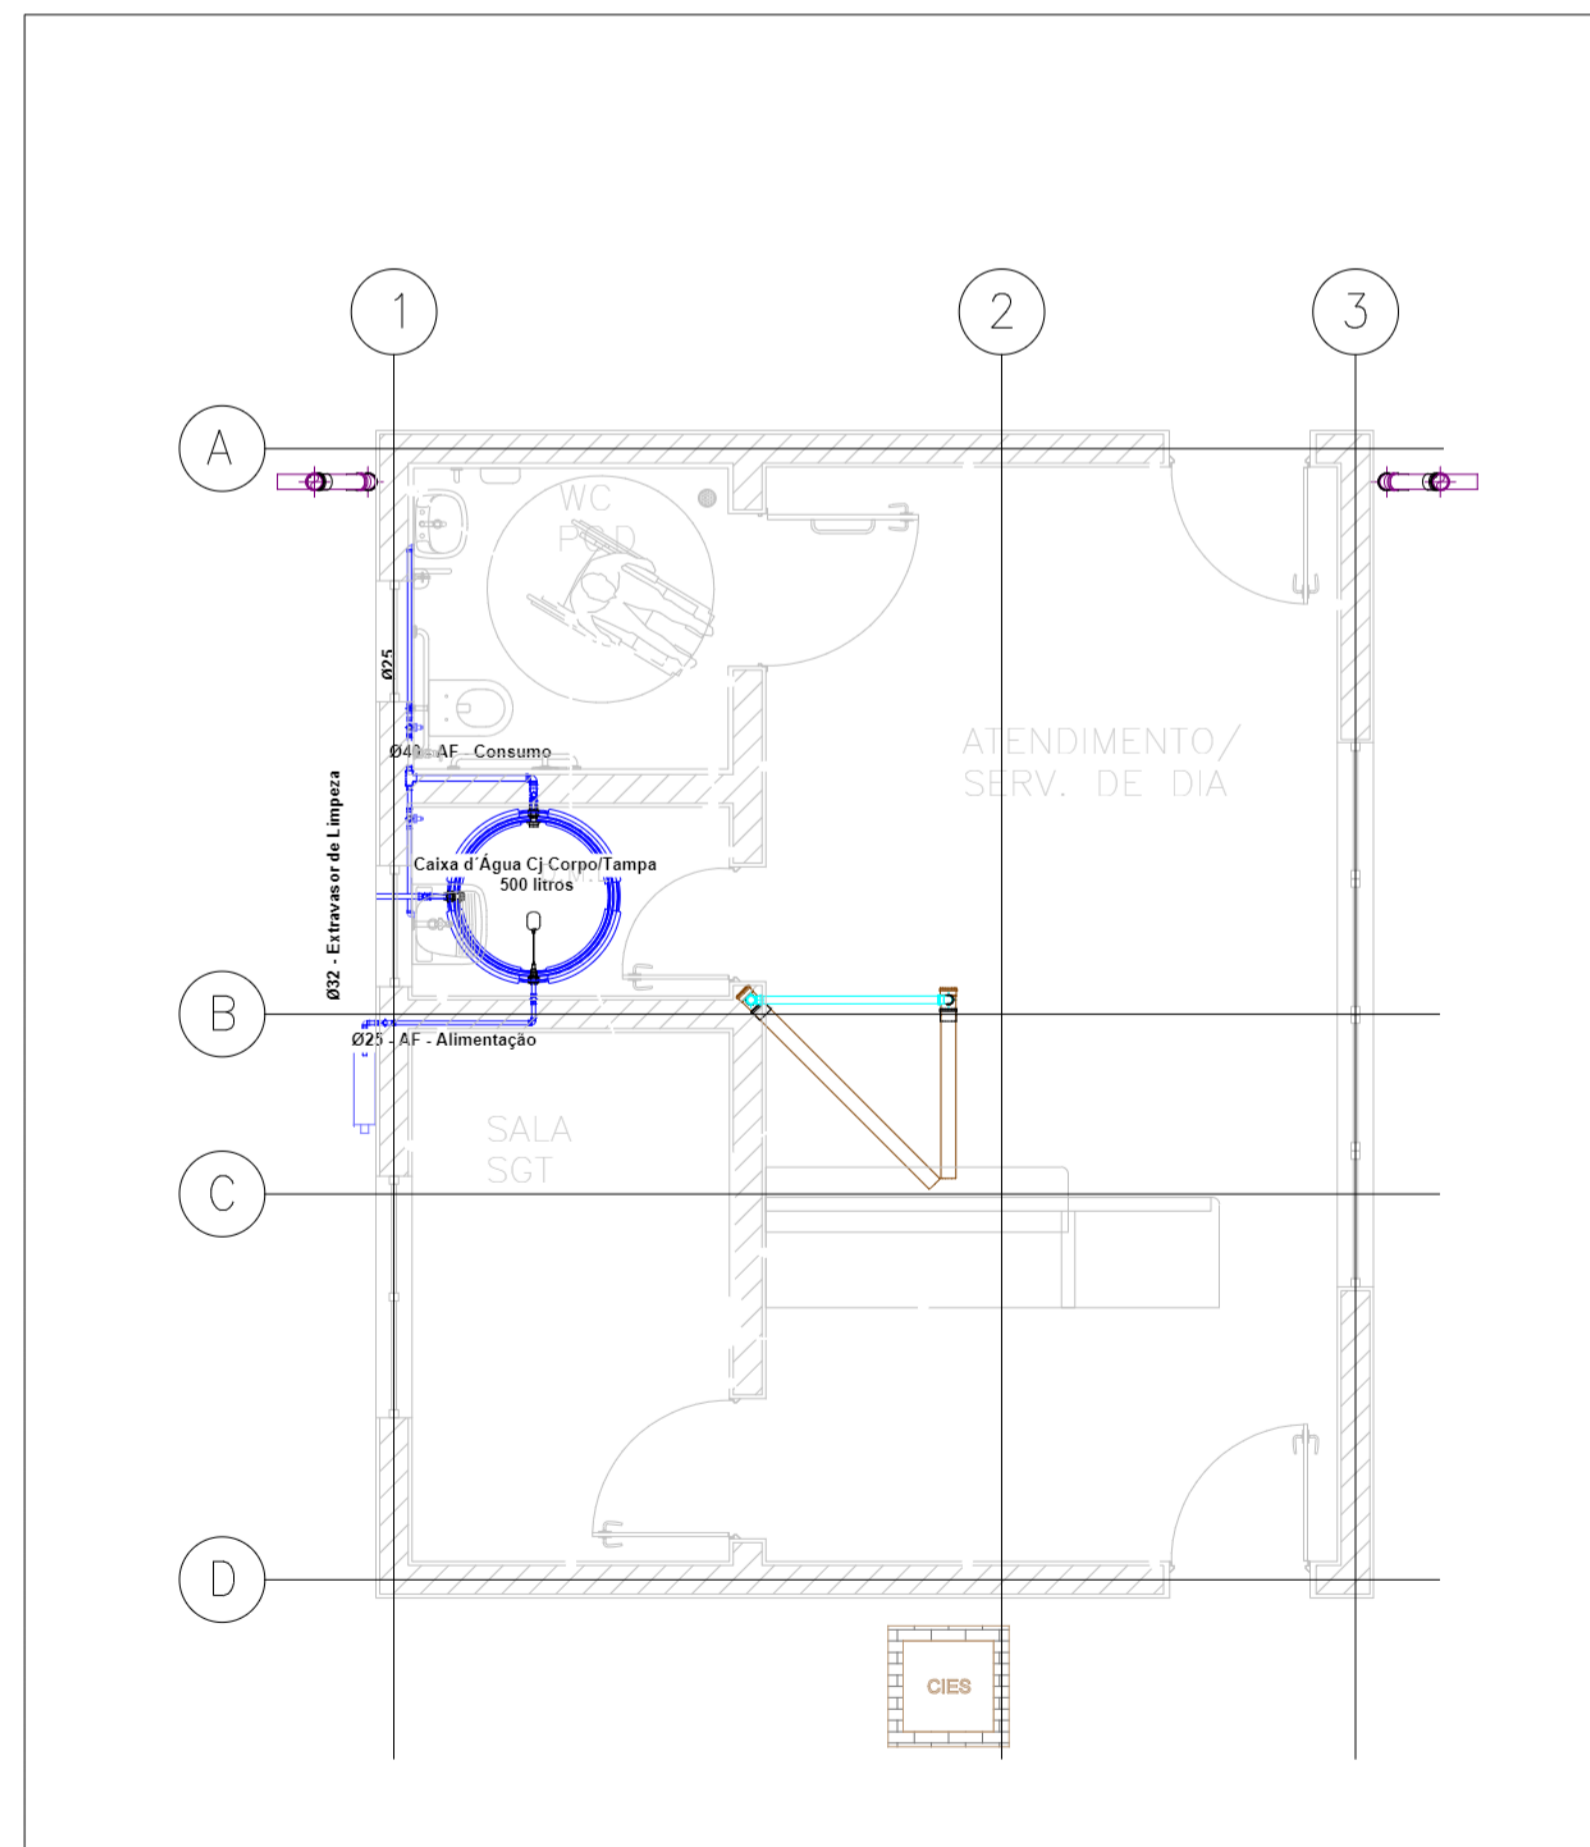 1
2
3
A
WC
P.C.D
Ø25
ATENDIMENTO/
SERV. DE DIA
Ø40 - AF - Consumo
Ø32 - Extravasor de Limpeza
Caixa d´Água Cj Corpo/Tampa
500 litros
D.M.L
B
Ø25 - AF - Alimentação
SALA
SGT
C
D
CIES